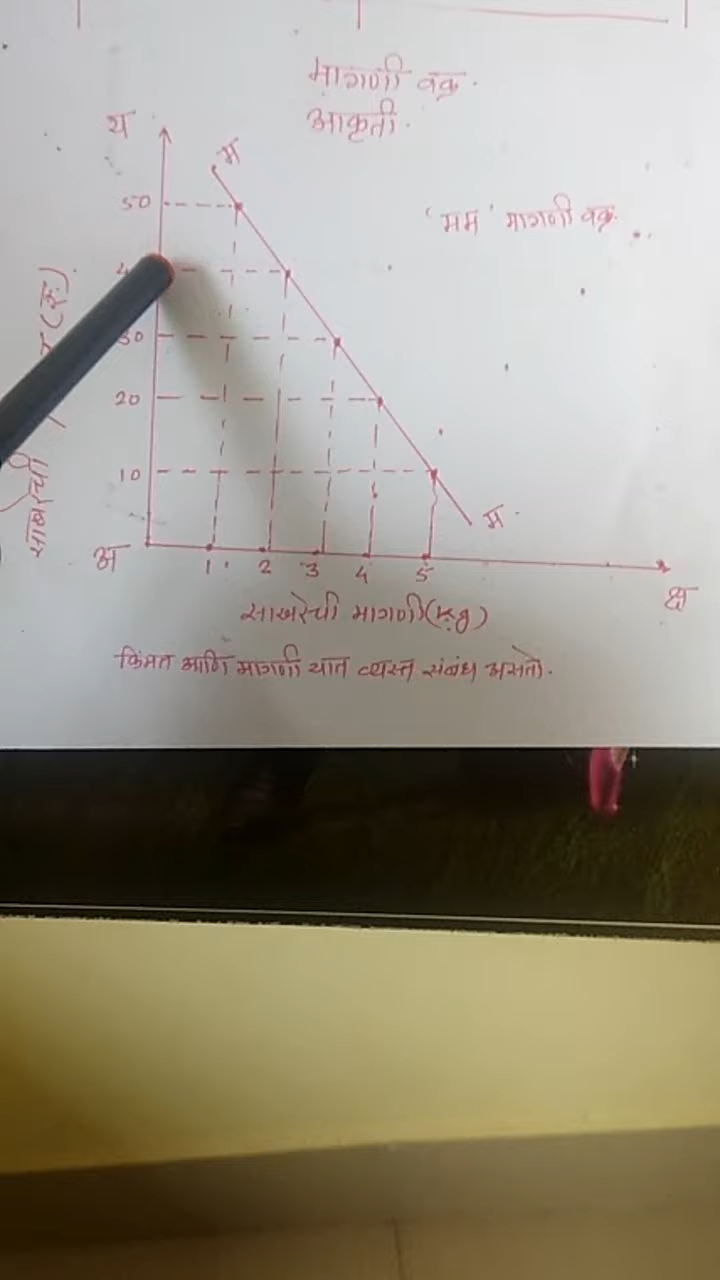 मागणी वक्र.
आकृती.
य
म
50
'मम' मागणी वक्र.
30
20
10
म
अ
1 2 3 4 5
क्ष
साखरेची
(रु.)
साखरेची मागणी (kg)
किंमत आणि मागणी यात व्यस्त संबंध असतो.